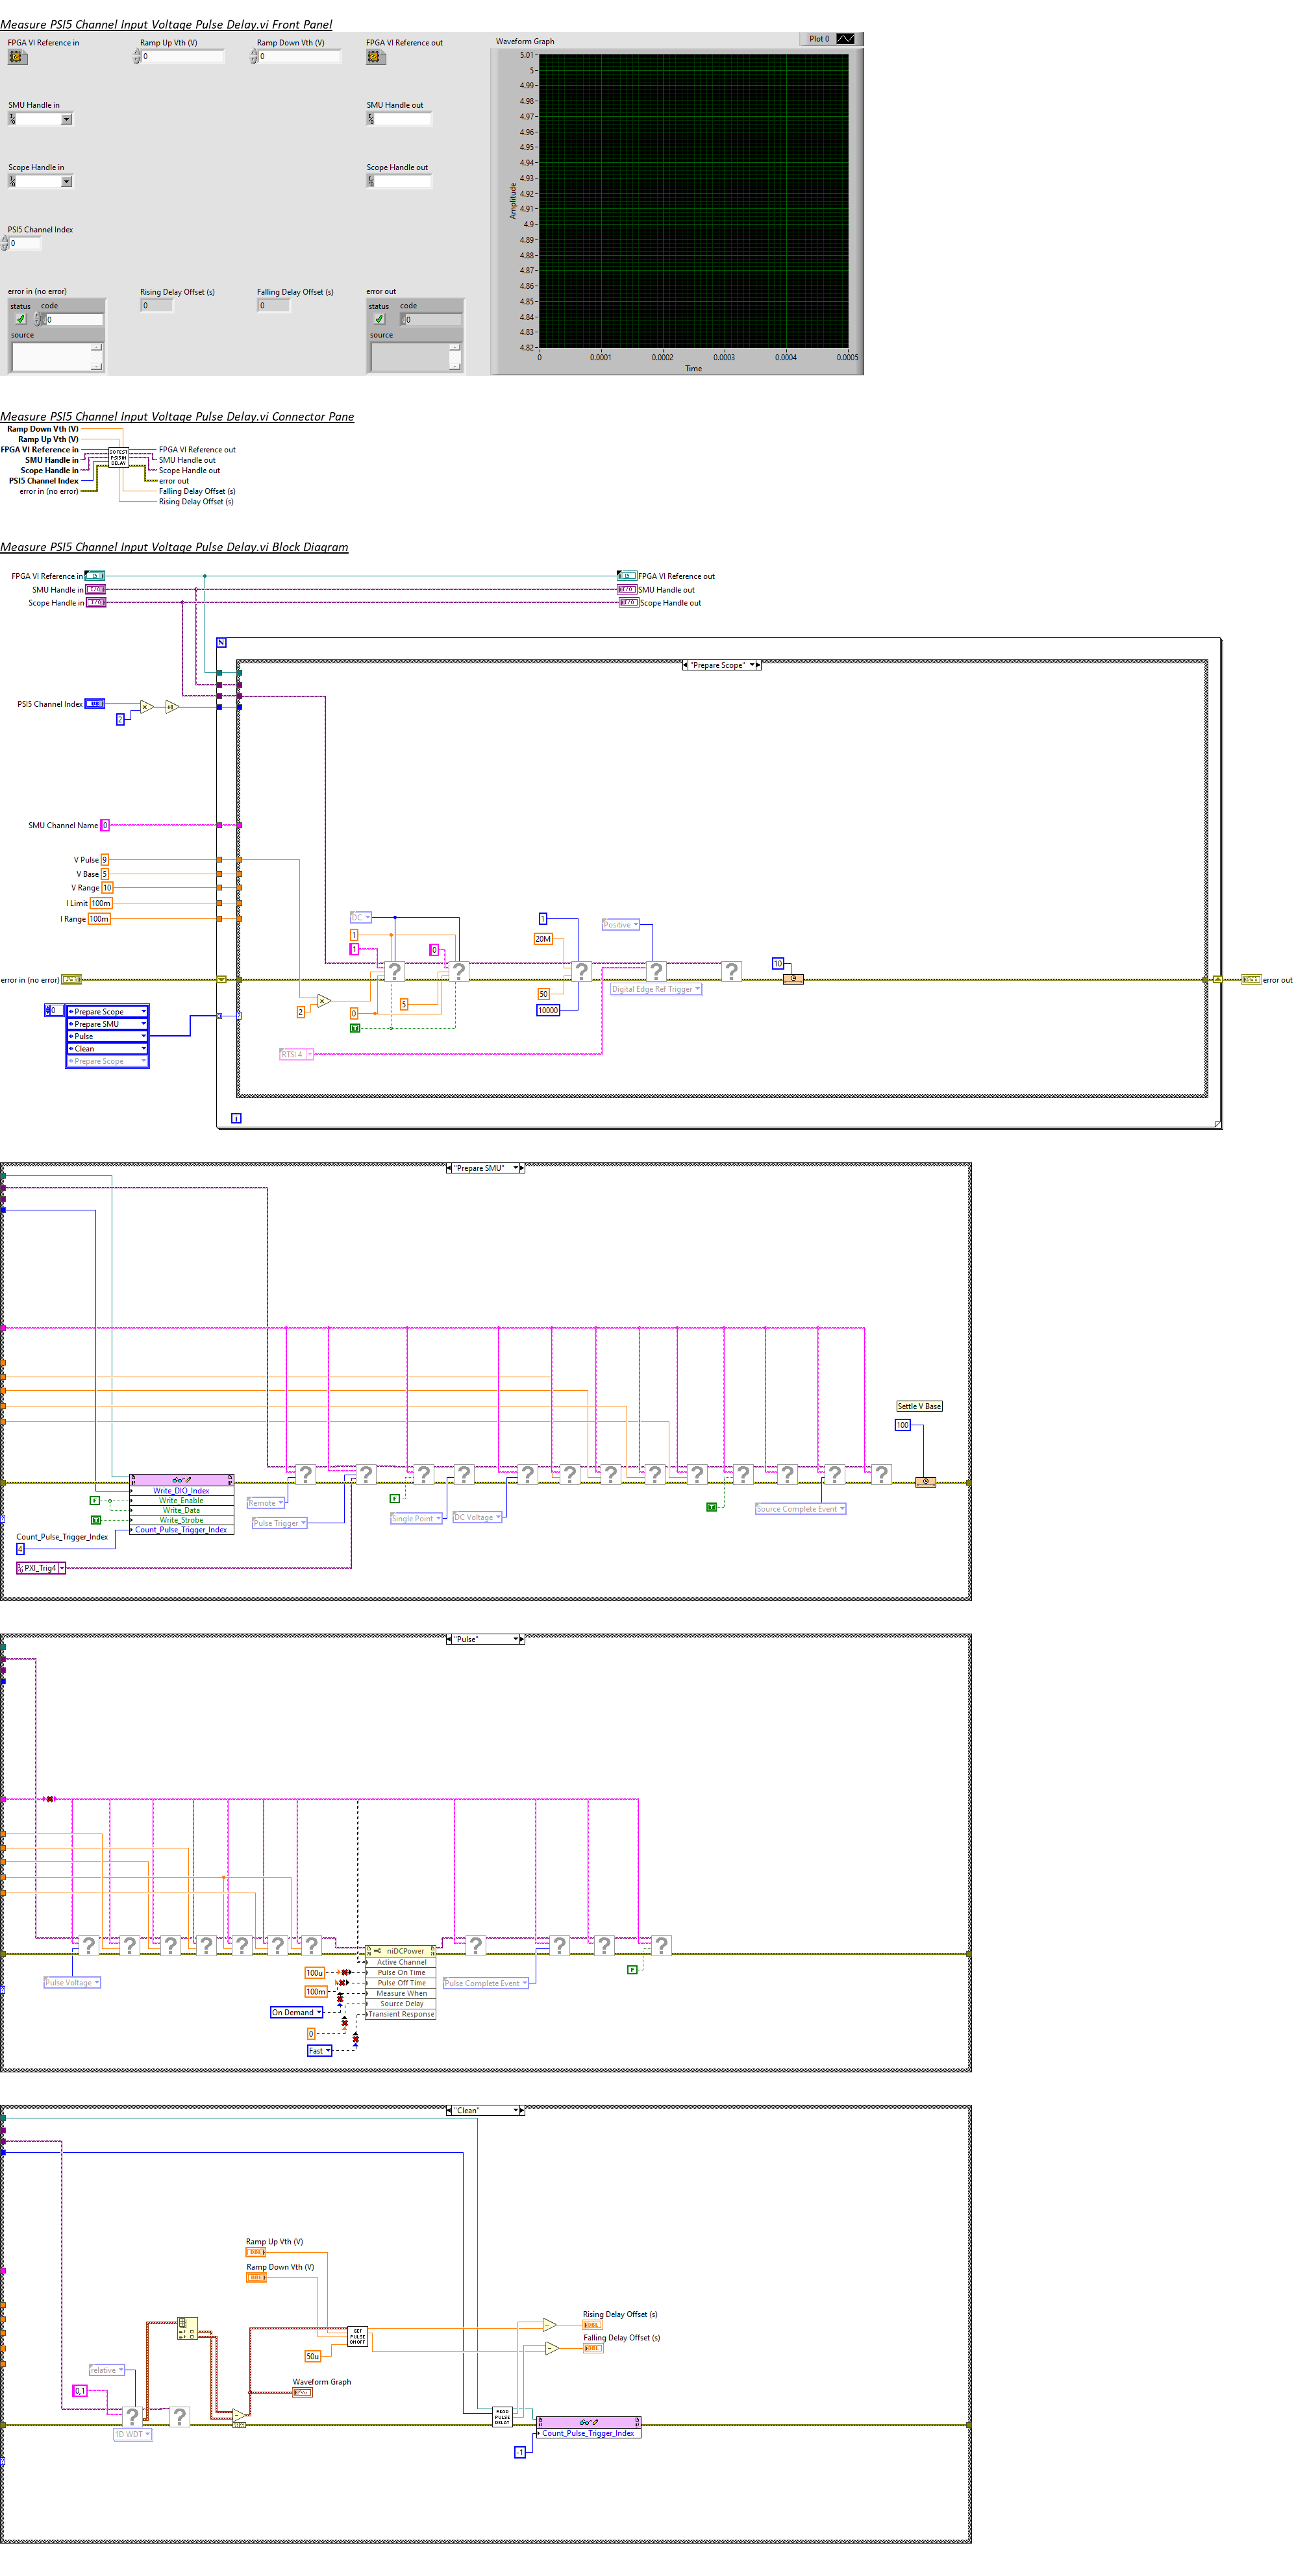 Measure PSI5 Channel Input Voltage Pulse Delay.vi Front Panel
FPGA VI Reference in
Ramp Up Vth (V)
Ramp Down Vth (V)
FPGA VI Reference out
Waveform Graph
Plot 0
0
0
SMU Handle in
SMU Handle out
Scope Handle in
Scope Handle out
PSI5 Channel Index
0
5.01
5
4.99
4.98
4.97
4.96
4.95
4.94
4.93
4.92
4.91
4.9
4.89
4.88
4.87
4.86
4.85
4.84
4.83
4.82
Amplitude
0
0.0001
0.0002
0.0003
0.0004
0.0005
Time
error in (no error)
Rising Delay Offset (s)
Falling Delay Offset (s)
error out
status
code
0
0
0
status
code
0
source
source
Measure PSI5 Channel Input Voltage Pulse Delay.vi Connector Pane
Ramp Down Vth (V)
Ramp Up Vth (V)
FPGA VI Reference in
SMU Handle in
Scope Handle in
PSI5 Channel Index
error in (no error)
FPGA VI Reference out
SMU Handle out
Scope Handle out
error out
Falling Delay Offset (s)
Rising Delay Offset (s)
Measure PSI5 Channel Input Voltage Pulse Delay.vi Block Diagram
FPGA VI Reference in
FPGA VI Reference out
SMU Handle in
SMU Handle out
Scope Handle in
Scope Handle out
N
"Prepare Scope"
PSI5 Channel Index
U8
2
SMU Channel Name
0
V Pulse 9
V Base 5
V Range 10
I Limit 100m
I Range 100m
DC
1
1
0
1
20M
Positive
10
Digital Edge Ref Trigger
error in (no error)
error out
2
0
5
50
10000
T
RTSI 4
0
Prepare Scope
Prepare SMU
Pulse
Clean
Prepare Scope
i
"Prepare SMU"
Settle V Base
100
Write_DIO_Index
Write_Enable
Write_Data
Write_Strobe
Count_Pulse_Trigger_Index
F
T
Remote
Pulse Trigger
F
Single Point
DC Voltage
T
Source Complete Event
Count_Pulse_Trigger_Index
4
PXI_Trig4
"Pulse"
Pulse Voltage
niDCPower
Active Channel
Pulse On Time
Pulse Off Time
Measure When
Source Delay
Transient Response
100u
100m
On Demand
0
Fast
Pulse Complete Event
F
"Clean"
Ramp Up Vth (V)
DBL
Ramp Down Vth (V)
DBL
GET PULSE ON OFF
50u
Rising Delay Offset (s)
DBL
Falling Delay Offset (s)
DBL
relative
0,1
Waveform Graph
1D WDT
READ PULSE DELAY
Count_Pulse_Trigger_Index
-1